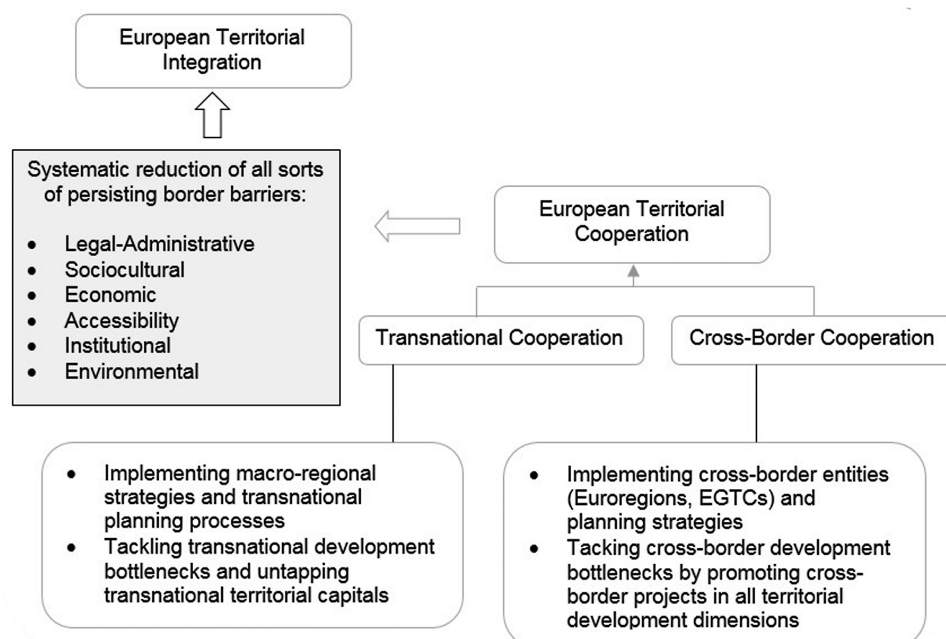 European Territorial
Integration
Systematic reduction of all sorts
of persisting border barriers:
• Legal-Administrative
• Sociocultural
• Economic
• Accessibility
• Institutional
• Environmental
European Territorial
Cooperation
Transnational Cooperation
Cross-Border Cooperation
• Implementing macro-regional
strategies and transnational
planning processes
• Tackling transnational development
bottlenecks and untapping
transnational territorial capitals
• Implementing cross-border entities
(Euroregions, EGTCs) and
planning strategies
• Tacking cross-border development
bottlenecks by promoting cross-
border projects in all territorial
development dimensions